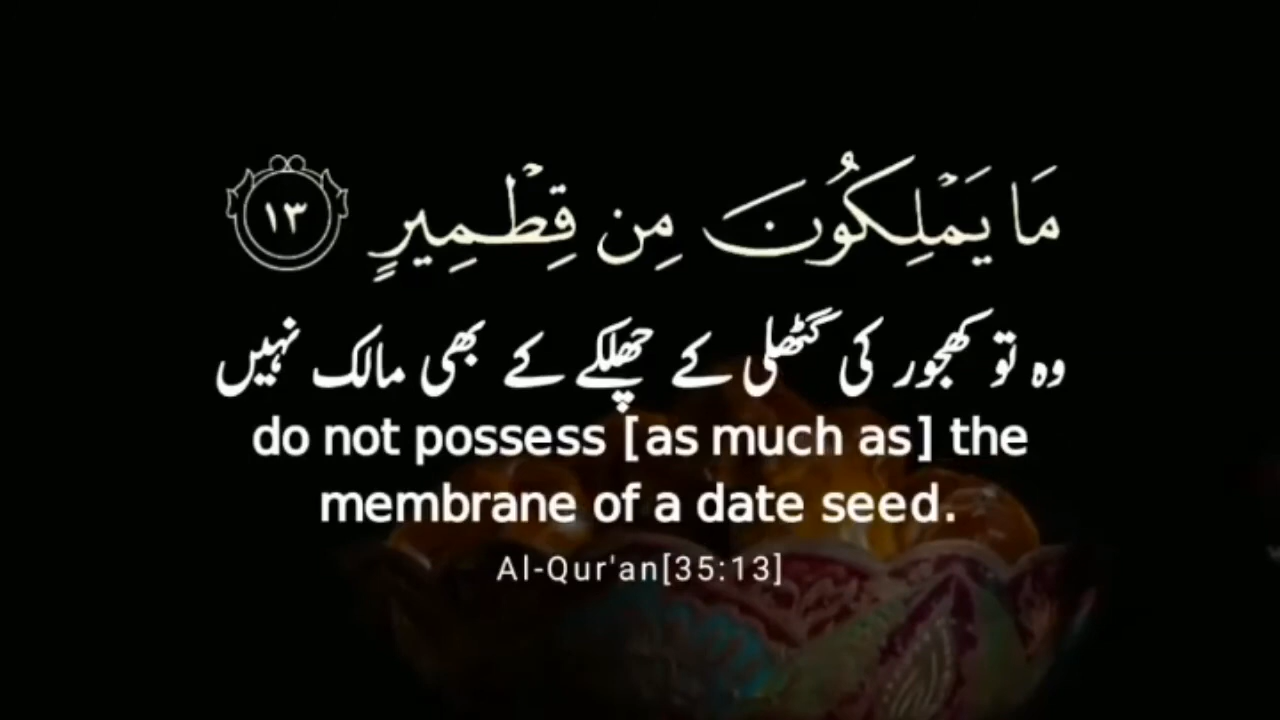 مَا يَمْلِكُونَ مِن قِطْمِيرٍ ١٣
وہ تو کھجور کی گٹھلی کے چھلکے کے بھی مالک نہیں
do not possess [as much as] the
membrane of a date seed.
Al-Qur'an[35:13]